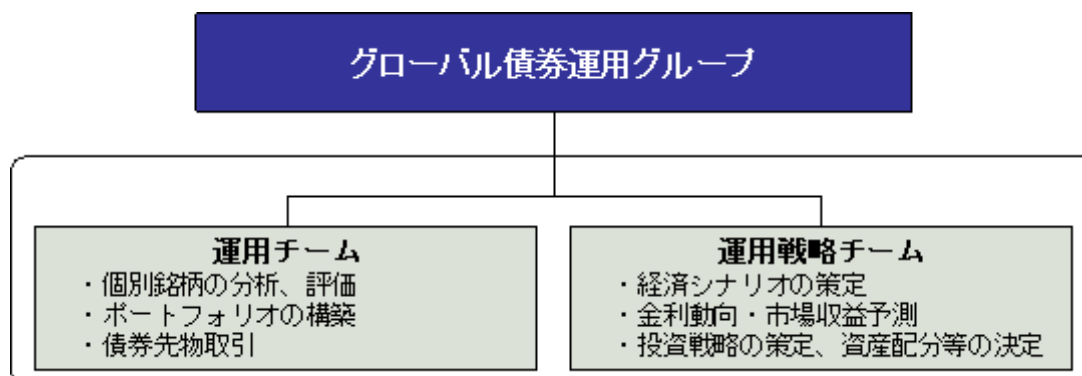 グローバル債券運用グループ
運用チーム
・個別銘柄の分析、評価
・ポートフォリオの構築
・債券先物取引
運用戦略チーム
・経済シナリオの策定
・金利動向・市場収益予測
・投資戦略の策定、資産配分等の決定